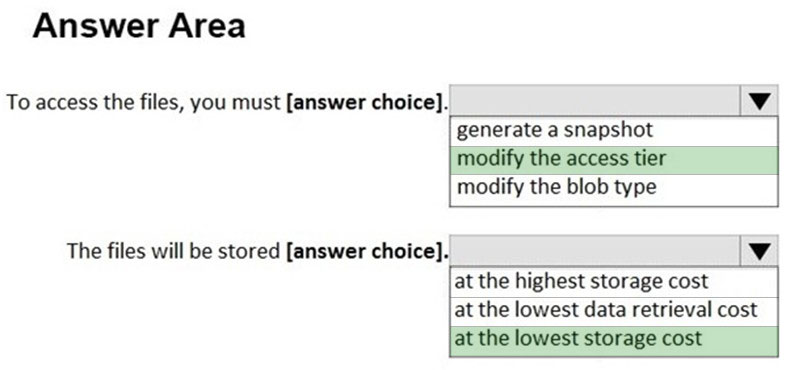 Answer Area
To access the files, you must [answer choice].
generate a snapshot
modify the access tier
modify the blob type
The files will be stored [answer choice].
at the highest storage cost
at the lowest data retrieval cost
at the lowest storage cost